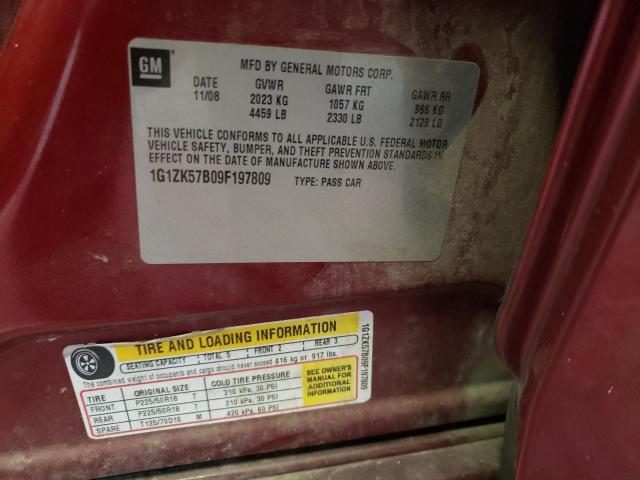 GM
MFD BY GENERAL MOTORS CORP.
DATE GVWR GAWR FRT GAWR RR
11/08 2023 KG 1057 KG 966 KG
4459 LB 2330 LB 2129 LB
THIS VEHICLE CONFORMS TO ALL APPLICABLE U.S. FEDERAL MOTOR
VEHICLE SAFETY, BUMPER, AND THEFT PREVENTION STANDARDS IN
EFFECT ON THE DATE OF MANUFACTURE SHOWN ABOVE.
1G1ZK57B09F197809 TYPE: PASS CAR
TIRE AND LOADING INFORMATION
SEATING CAPACITY TOTAL 5 FRONT 2 REAR 3
The combined weight of occupants and cargo should never exceed 416 kg or 917 lbs.
TIRE ORIGINAL SIZE COLD TIRE PRESSURE
FRONT P225/50R18 T 210 kPa, 30 PSI
REAR P225/50R18 T 210 kPa, 30 PSI
SPARE T125/70D16 M 420 kPa, 60 PSI
SEE OWNER'S
MANUAL FOR
ADDITIONAL
INFORMATION
1G1ZK57B09F197809